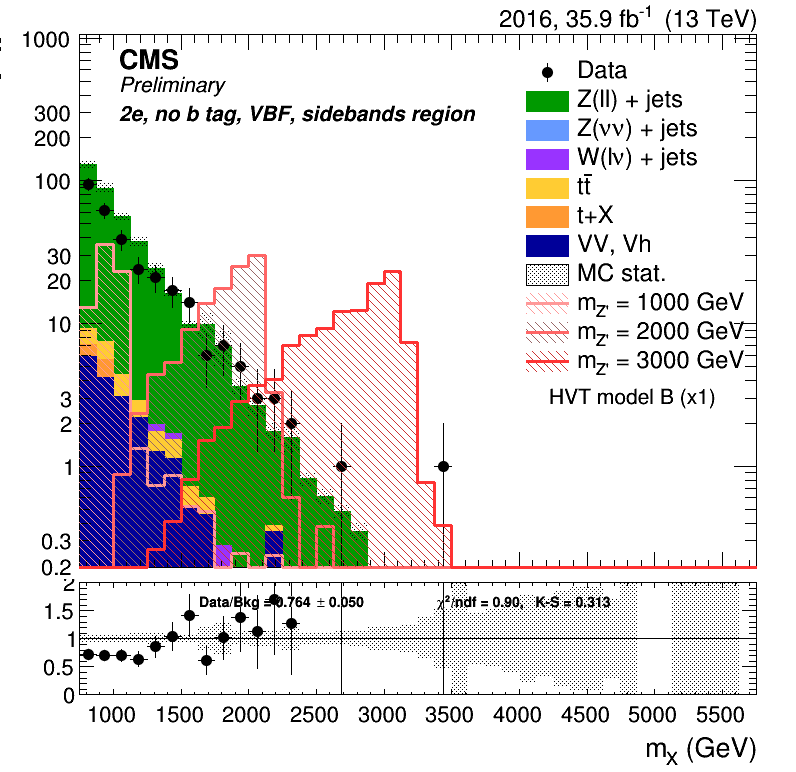 2016, 35.9 fb⁻¹ (13 TeV)
CMS
Preliminary
2e, no b tag, VBF, sidebands region
Data
Z(ll) + jets
Z(νν) + jets
W(lν) + jets
tt̄
t+X
VV, Vh
MC stat.
m_Z' = 1000 GeV
m_Z' = 2000 GeV
m_Z' = 3000 GeV
HVT model B (x1)
1000
300
200
100
30
20
10
3
2
1
0.3
0.2
Data/Bkg = 0.764 ± 0.050
χ²/ndf = 0.90, K-S = 0.313
2
1.5
1
0.5
0
1000 1500 2000 2500 3000 3500 4000 4500 5000 5500
m_X (GeV)